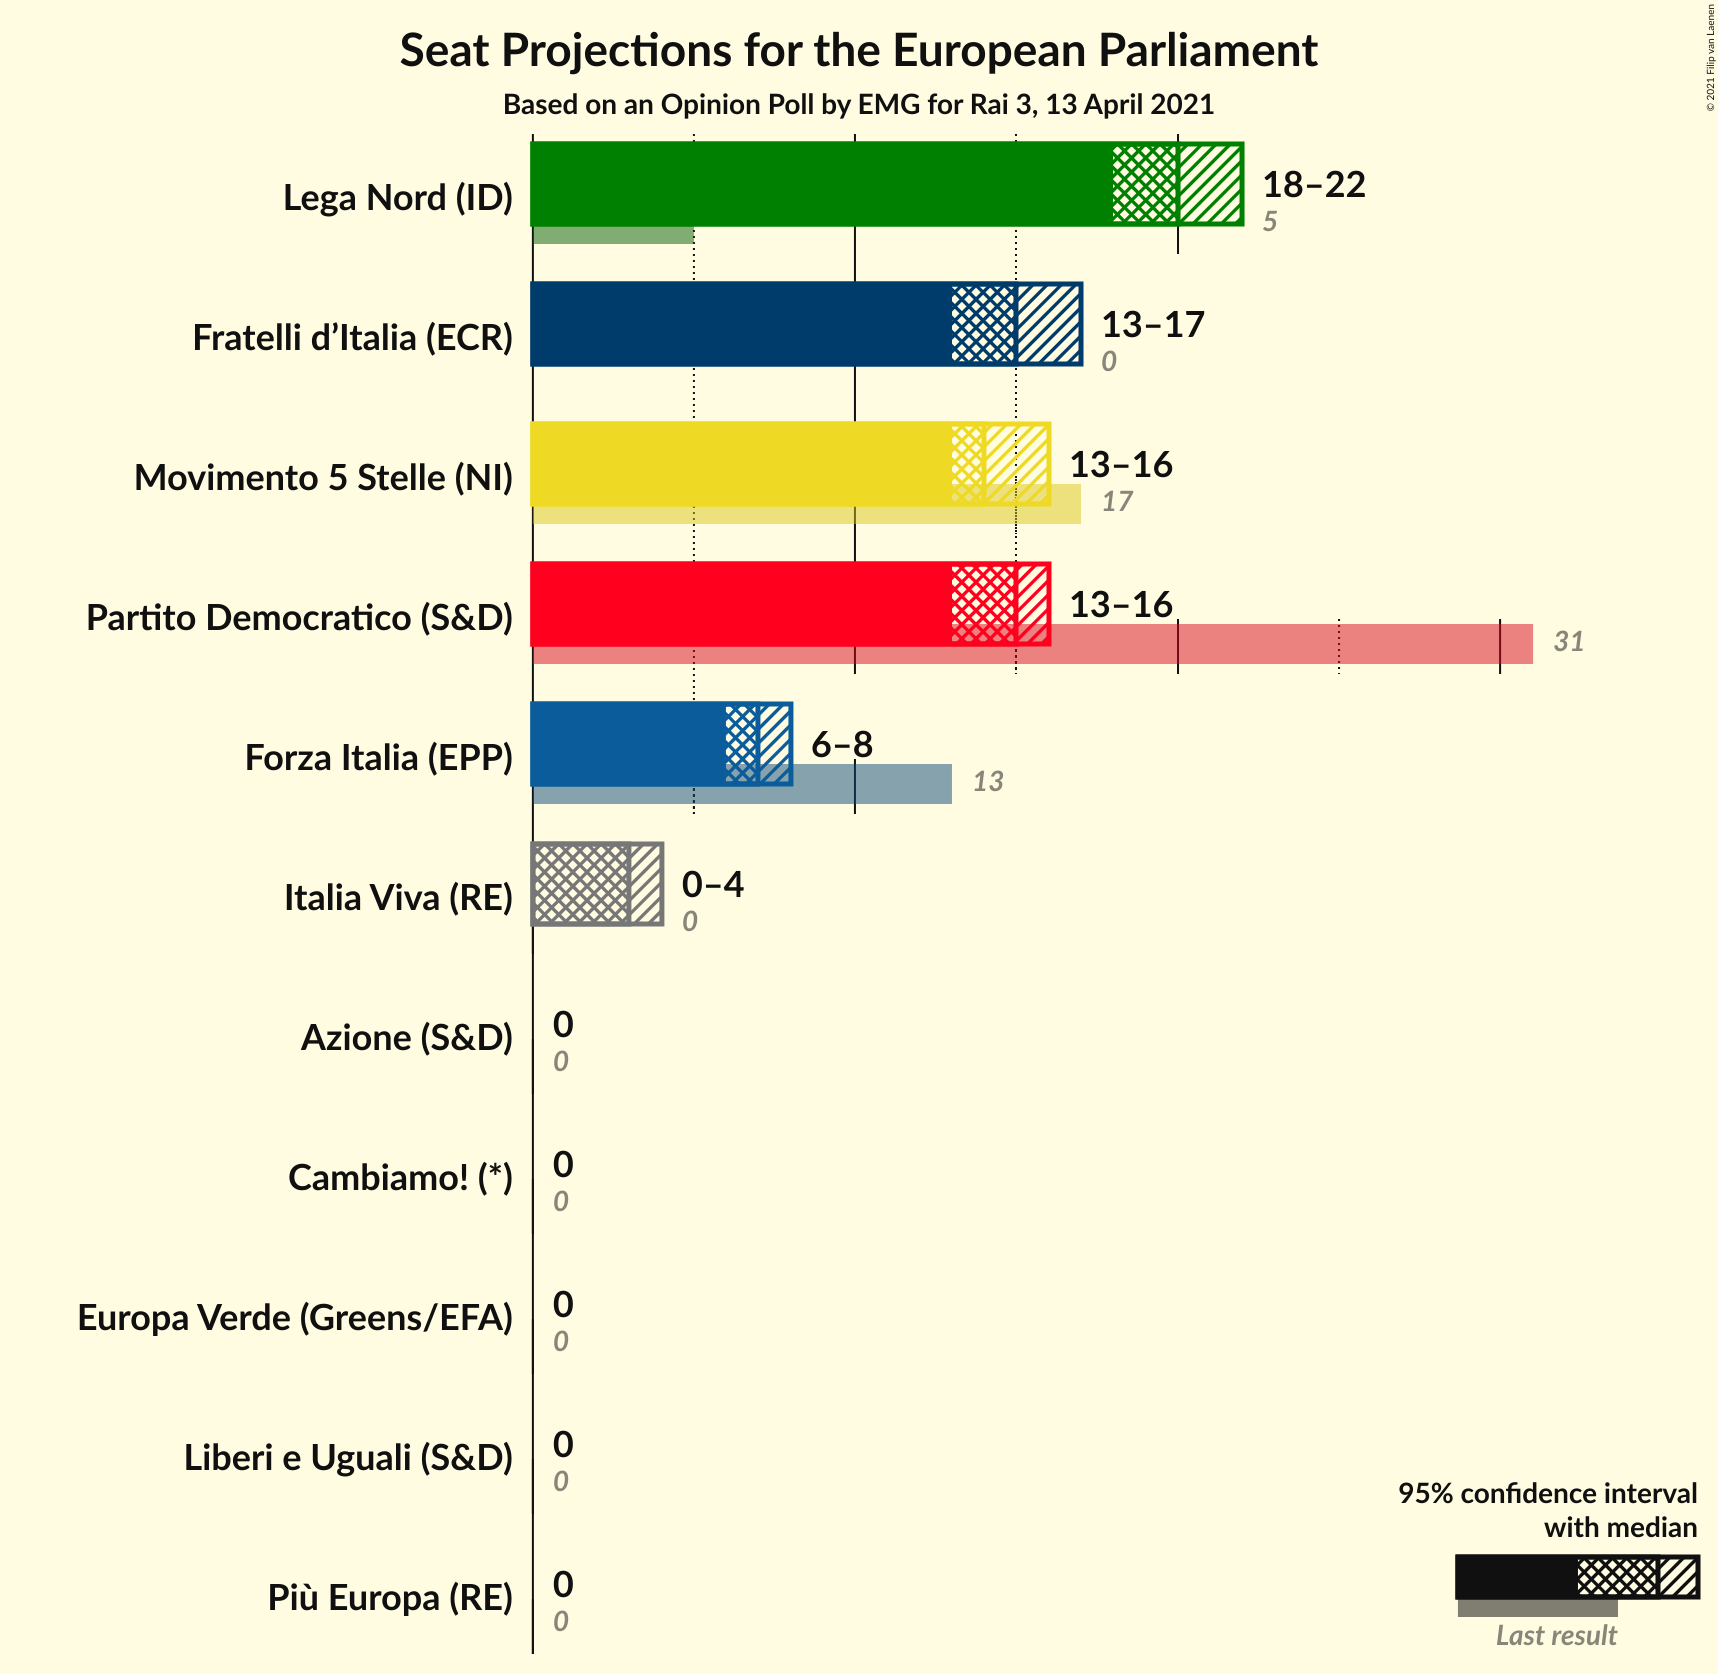 Seat Projections for the European Parliament
Based on an Opinion Poll by EMG for Rai 3, 13 April 2021
© 2021 Filip van Laenen
Lega Nord (ID)
18–22
5
Fratelli d’Italia (ECR)
13–17
0
Movimento 5 Stelle (NI)
13–16
17
Partito Democratico (S&D)
13–16
31
Forza Italia (EPP)
6–8
13
Italia Viva (RE)
0–4
0
Azione (S&D)
0
0
Cambiamo! (*)
0
0
Europa Verde (Greens/EFA)
0
0
Liberi e Uguali (S&D)
0
0
Più Europa (RE)
0
0
95% confidence interval
with median
Last result